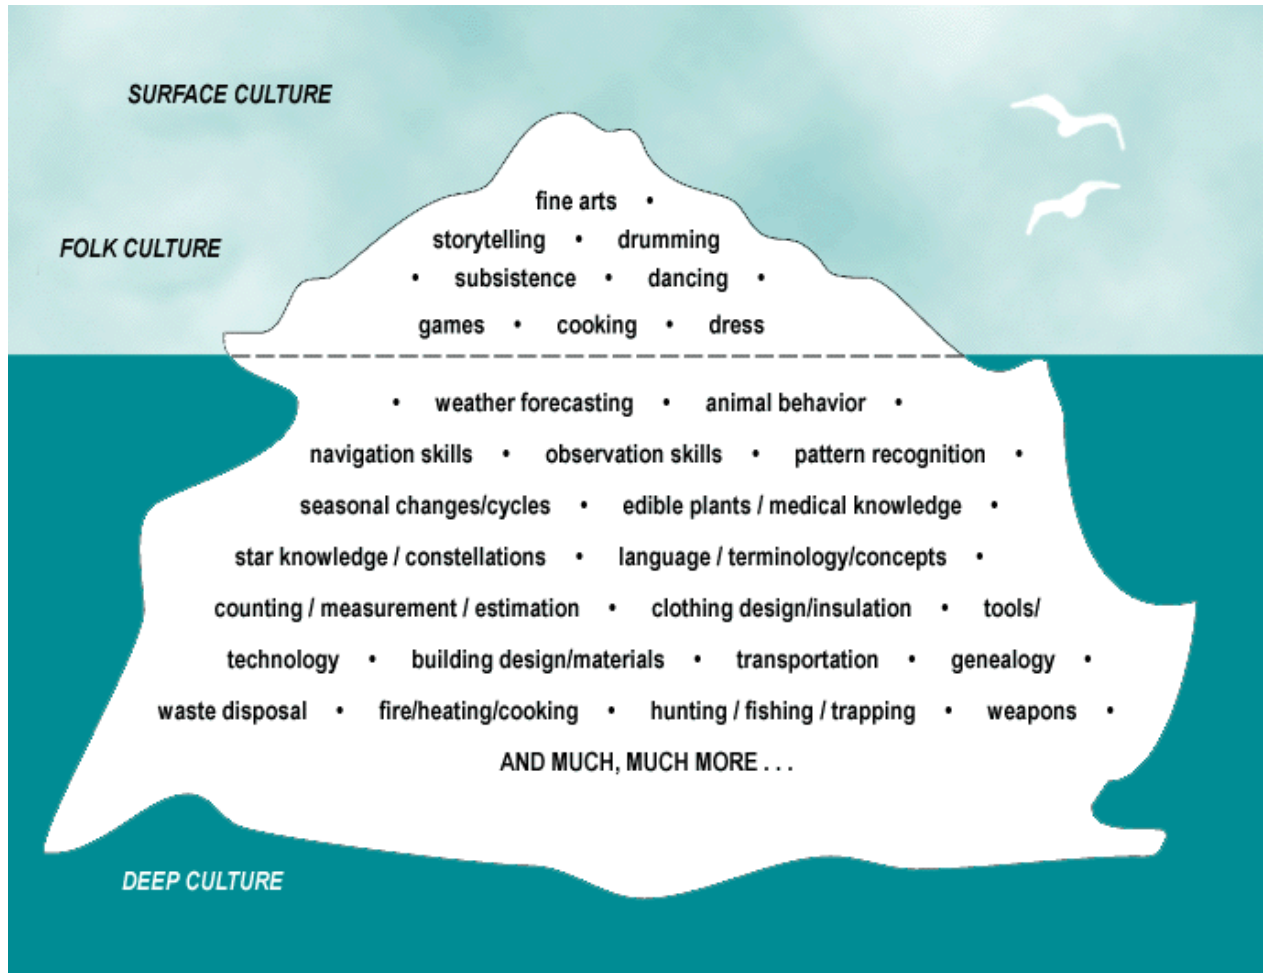 SURFACE CULTURE
fine arts •
storytelling • drumming
FOLK CULTURE
• subsistence • dancing •
games • cooking • dress
• weather forecasting • animal behavior •
navigation skills • observation skills • pattern recognition •
seasonal changes/cycles • edible plants / medical knowledge •
star knowledge / constellations • language / terminology/concepts •
counting / measurement / estimation • clothing design/insulation • tools/
technology • building design/materials • transportation • genealogy •
waste disposal • fire/heating/cooking • hunting / fishing / trapping • weapons •
AND MUCH, MUCH MORE . . .
DEEP CULTURE